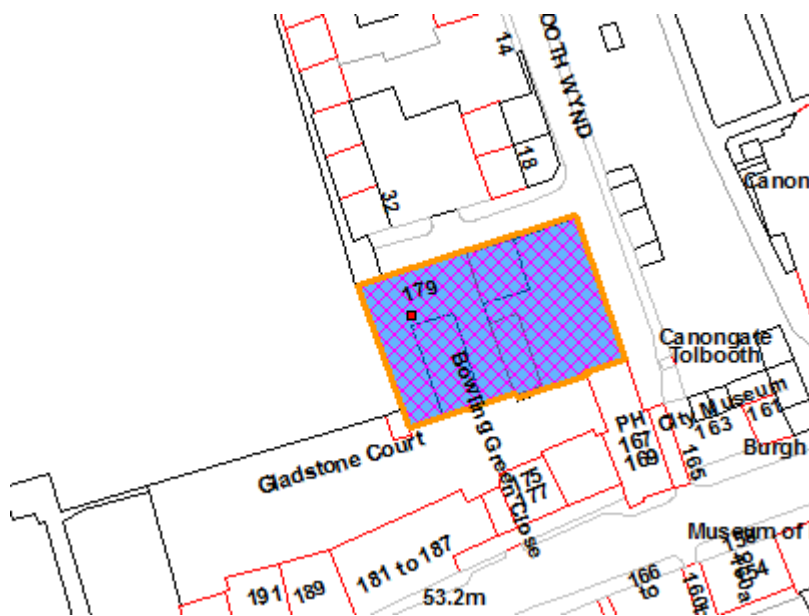 14
OOTH WYND
18
32
Canon
179
Canongate
Tolbooth
Bowling Green Close
City Museum
PH
161
163
167
169
165
Burgh
Gladstone Court
175
177
Museum of
181 to 187
191
189
53.2m
166
to
154